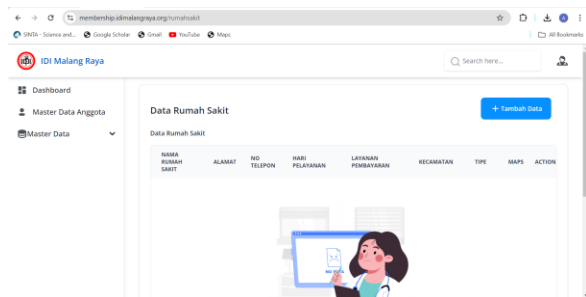 membership.idimalangraya.org/rumahsakit
SINTA - Science and... Google Scholar Gmail YouTube Maps All Bookmarks
IDI Malang Raya Search here...
Dashboard
Master Data Anggota
Master Data
Data Rumah Sakit + Tambah Data
Data Rumah Sakit
NAMA RUMAH SAKIT ALAMAT NO TELEPON HARI PELAYANAN LAYANAN PEMBAYARAN KECAMATAN TIPE MAPS ACTION
NO DATA